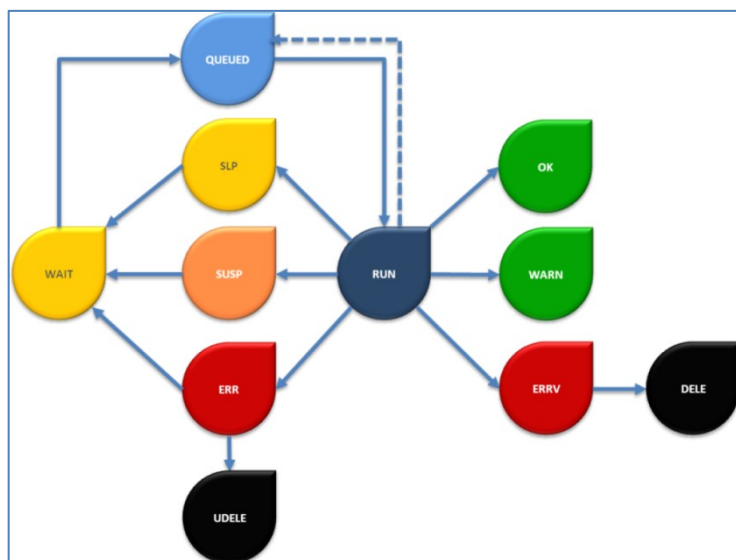 QUEUED
SLP
OK
WAIT
SUSP
RUN
WARN
ERR
ERRV
DELE
UDELE